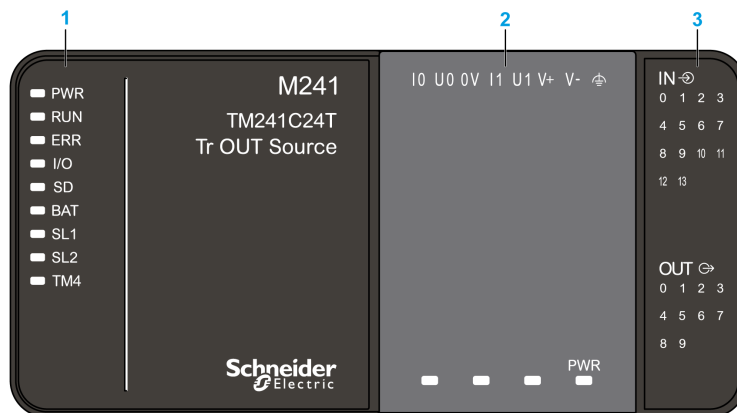 1
2
3
PWR
RUN
ERR
I/O
SD
BAT
SL1
SL2
TM4
M241
TM241C24T
Tr OUT Source
Schneider
Electric
I0 U0 0V I1 U1 V+ V-
PWR
IN
0 1 2 3
4 5 6 7
8 9 10 11
12 13
OUT
0 1 2 3
4 5 6 7
8 9